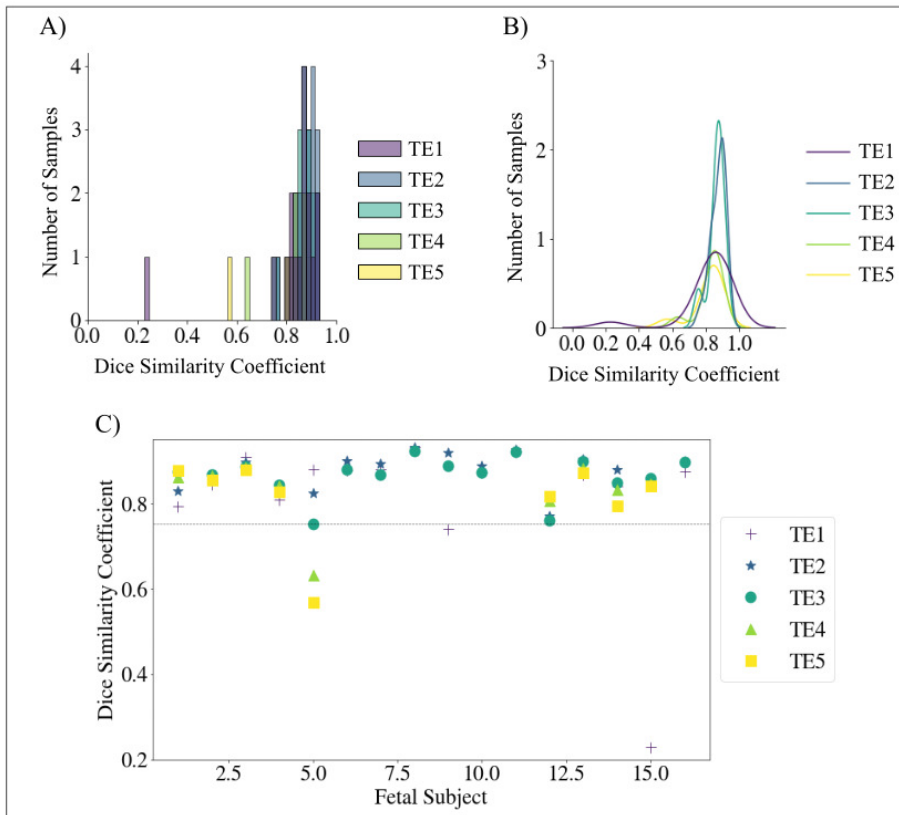 A)
4
3
2
1
0
0.0
0.2
0.4
0.6
0.8
1.0
Number of Samples
Dice Similarity Coefficient
TE1
TE2
TE3
TE4
TE5
B)
3
2
1
0
0.0
0.2
0.4
0.6
0.8
1.0
Number of Samples
Dice Similarity Coefficient
TE1
TE2
TE3
TE4
TE5
C)
0.8
0.6
0.4
0.2
2.5
5.0
7.5
10.0
12.5
15.0
Dice Similarity Coefficient
Fetal Subject
TE1
TE2
TE3
TE4
TE5